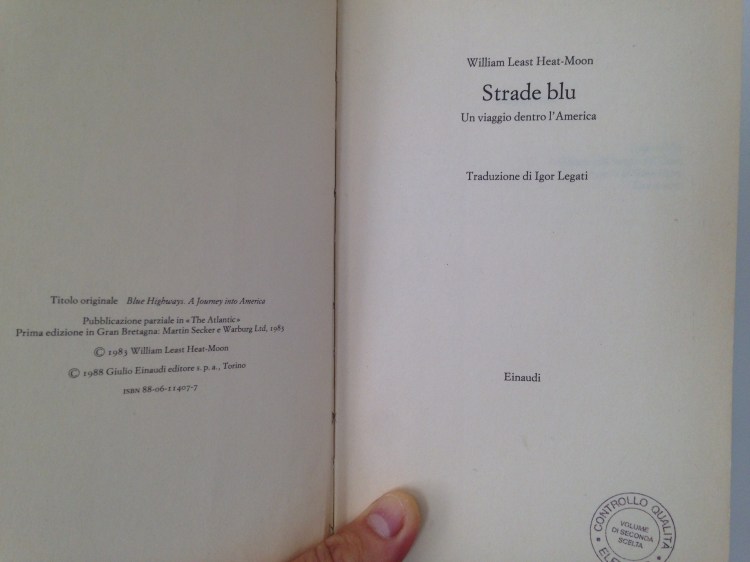 Titolo originale Blue Highways. A Journey into America
Pubblicazione parziale in «The Atlantic»
Prima edizione in Gran Bretagna: Martin Secker e Warburg Ltd, 1983
© 1983 William Least Heat-Moon
© 1988 Giulio Einaudi editore s. p. a., Torino
ISBN 88-06-11407-7
William Least Heat-Moon
Strade blu
Un viaggio dentro l'America
Traduzione di Igor Legati
Einaudi
CONTROLLO QUALITÀ
VOLUME
DI SECONDA
SCELTA